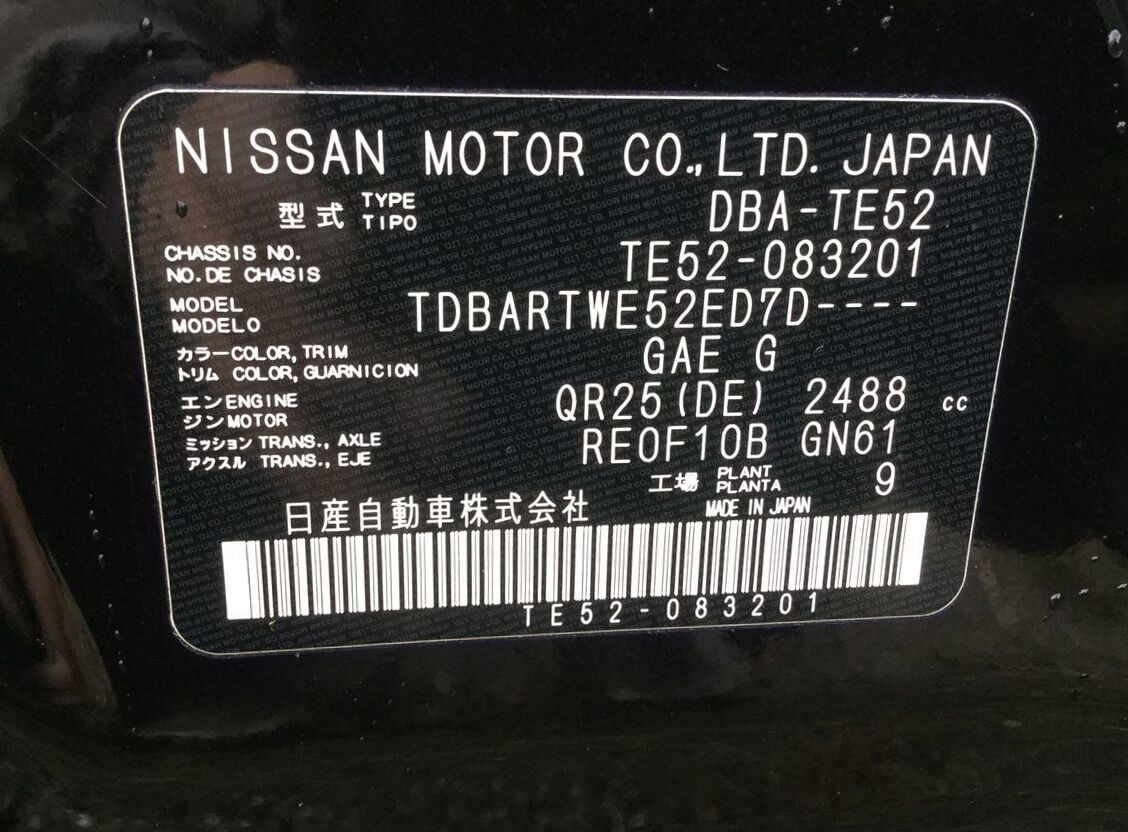 NISSAN MOTOR CO., LTD. JAPAN
型式 TYPE TIPO DBA-TE52
CHASSIS NO. TE52-083201
NO. DE CHASIS
MODEL TDBARTWE52ED7D----
MODELO
カラー COLOR, TRIM GAE G
トリム COLOR, GUARNICION
エン ENGINE QR25(DE) 2488 cc
ジン MOTOR
ミッション TRANS., AXLE RE0F10B GN61
アクスル TRANS., EJE
工場 PLANT PLANTA 9
日産自動車株式会社 MADE IN JAPAN
TE52-083201